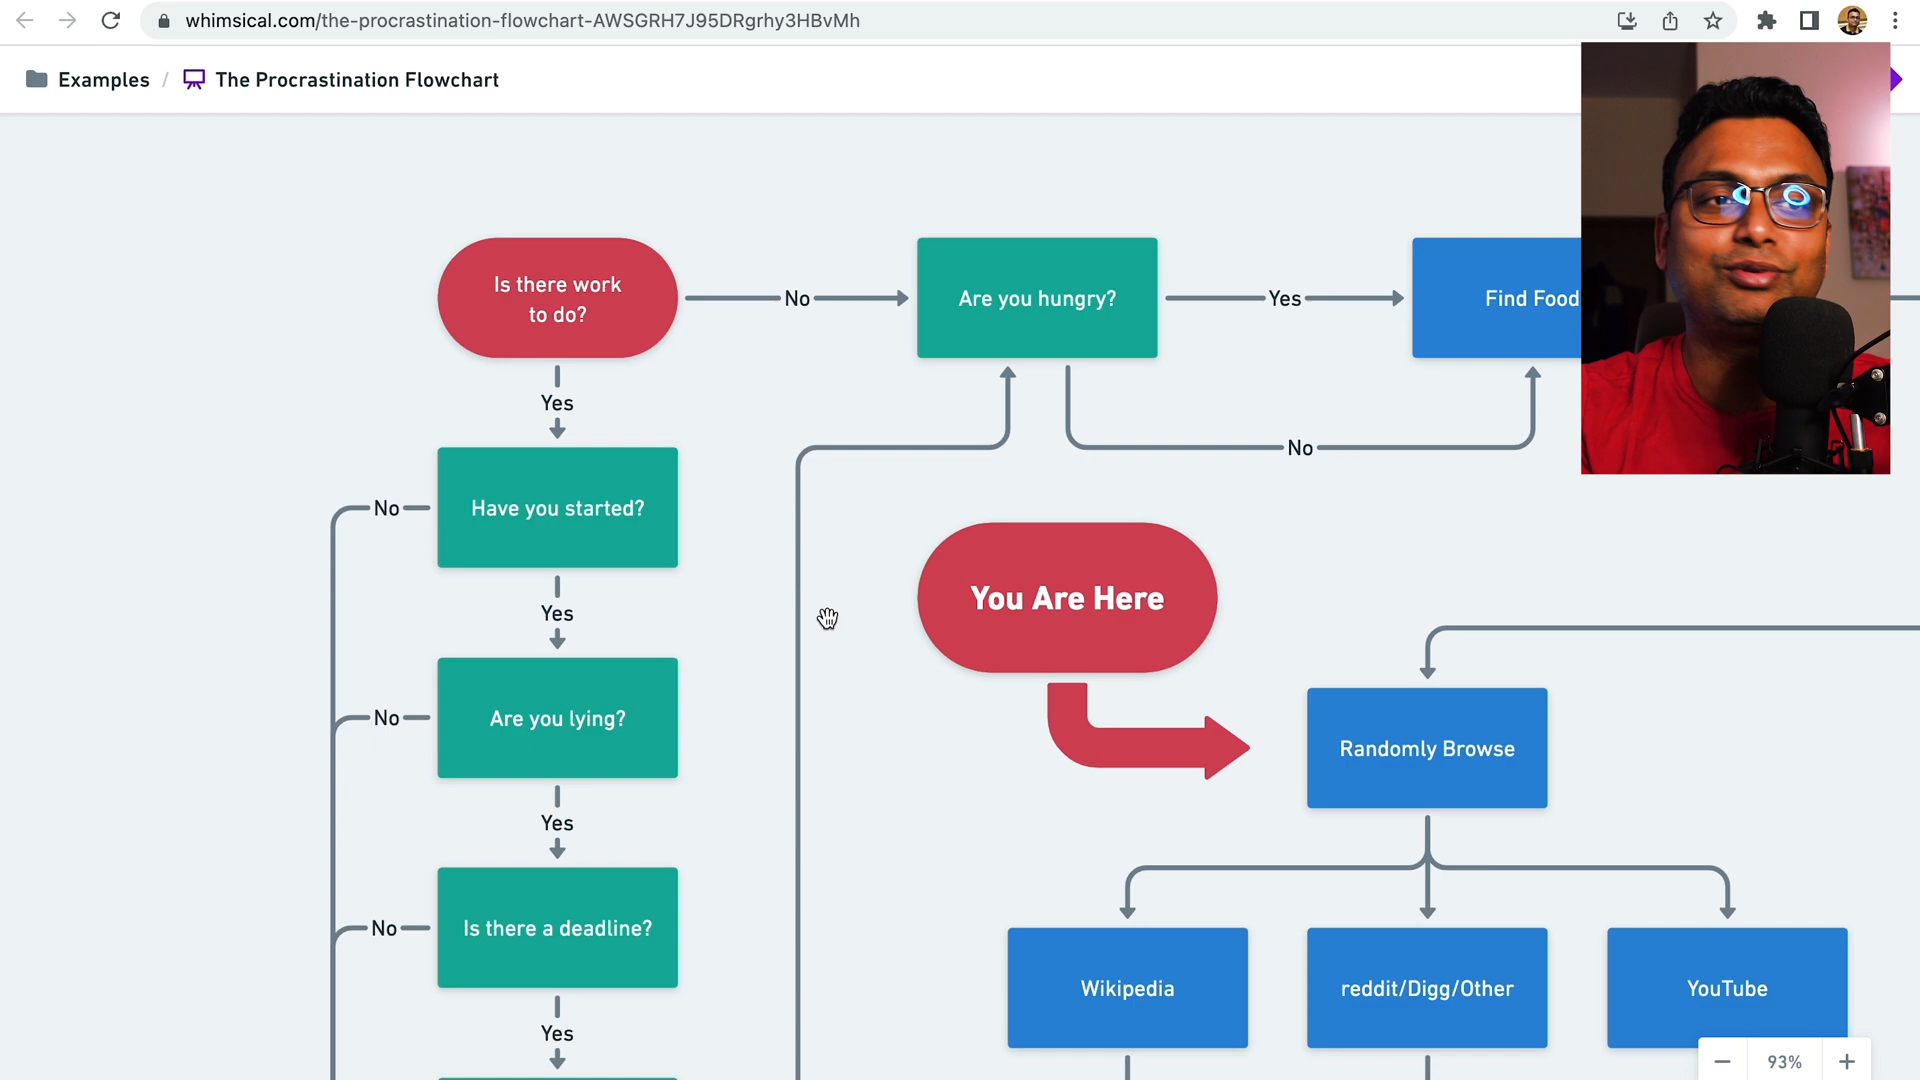 whimsical.com/the-procrastination-flowchart-AWSGRH7J95DRgrhy3HBvMh
Examples / The Procrastination Flowchart
Is there work
to do?
No
Are you hungry?
Yes
Find Food
Yes
No
Have you started?
No
You Are Here
Yes
Are you lying?
No
Randomly Browse
Yes
Is there a deadline?
No
Wikipedia
reddit/Digg/Other
YouTube
Yes
93%